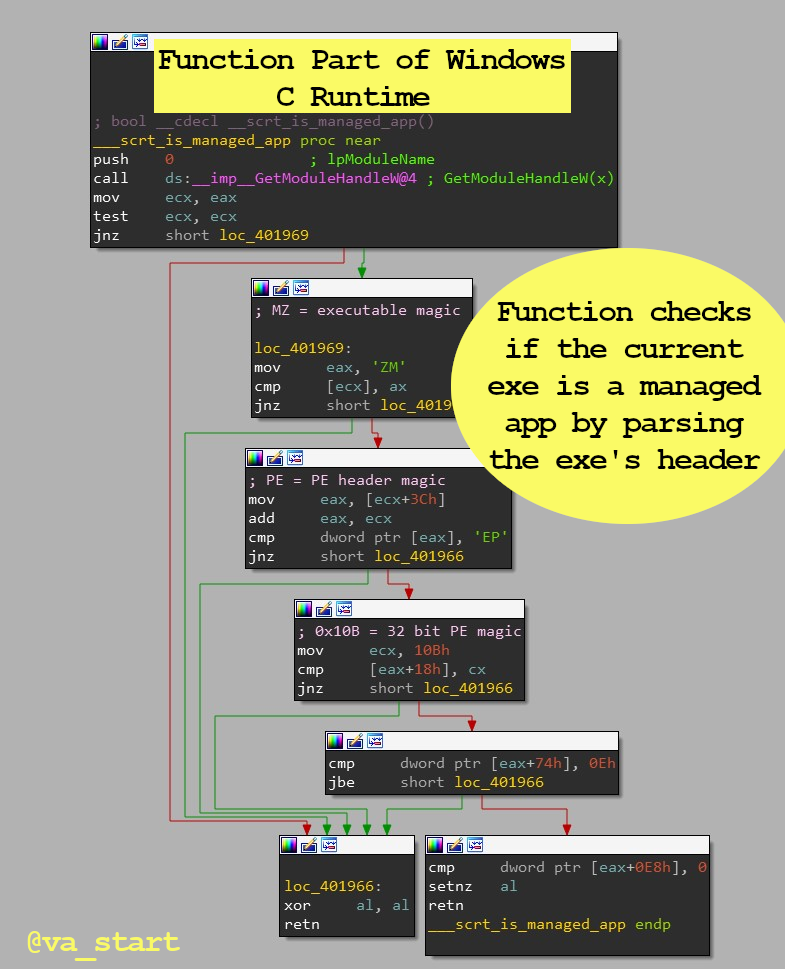 Function Part of Windows
C Runtime
; bool __cdecl __scrt_is_managed_app()
___scrt_is_managed_app proc near
push 0 ; lpModuleName
call ds:__imp__GetModuleHandleW@4 ; GetModuleHandleW(x)
mov ecx, eax
test ecx, ecx
jnz short loc_401969
; MZ = executable magic
loc_401969:
mov eax, 'ZM'
cmp [ecx], ax
jnz short loc_4019
Function checks
if the current
exe is a managed
app by parsing
the exe's header
; PE = PE header magic
mov eax, [ecx+3Ch]
add eax, ecx
cmp dword ptr [eax], 'EP'
jnz short loc_401966
; 0x10B = 32 bit PE magic
mov ecx, 10Bh
cmp [eax+18h], cx
jnz short loc_401966
cmp dword ptr [eax+74h], 0Eh
jbe short loc_401966
loc_401966:
xor al, al
retn
cmp dword ptr [eax+0E8h], 0
setnz al
retn
___scrt_is_managed_app endp
@va_start